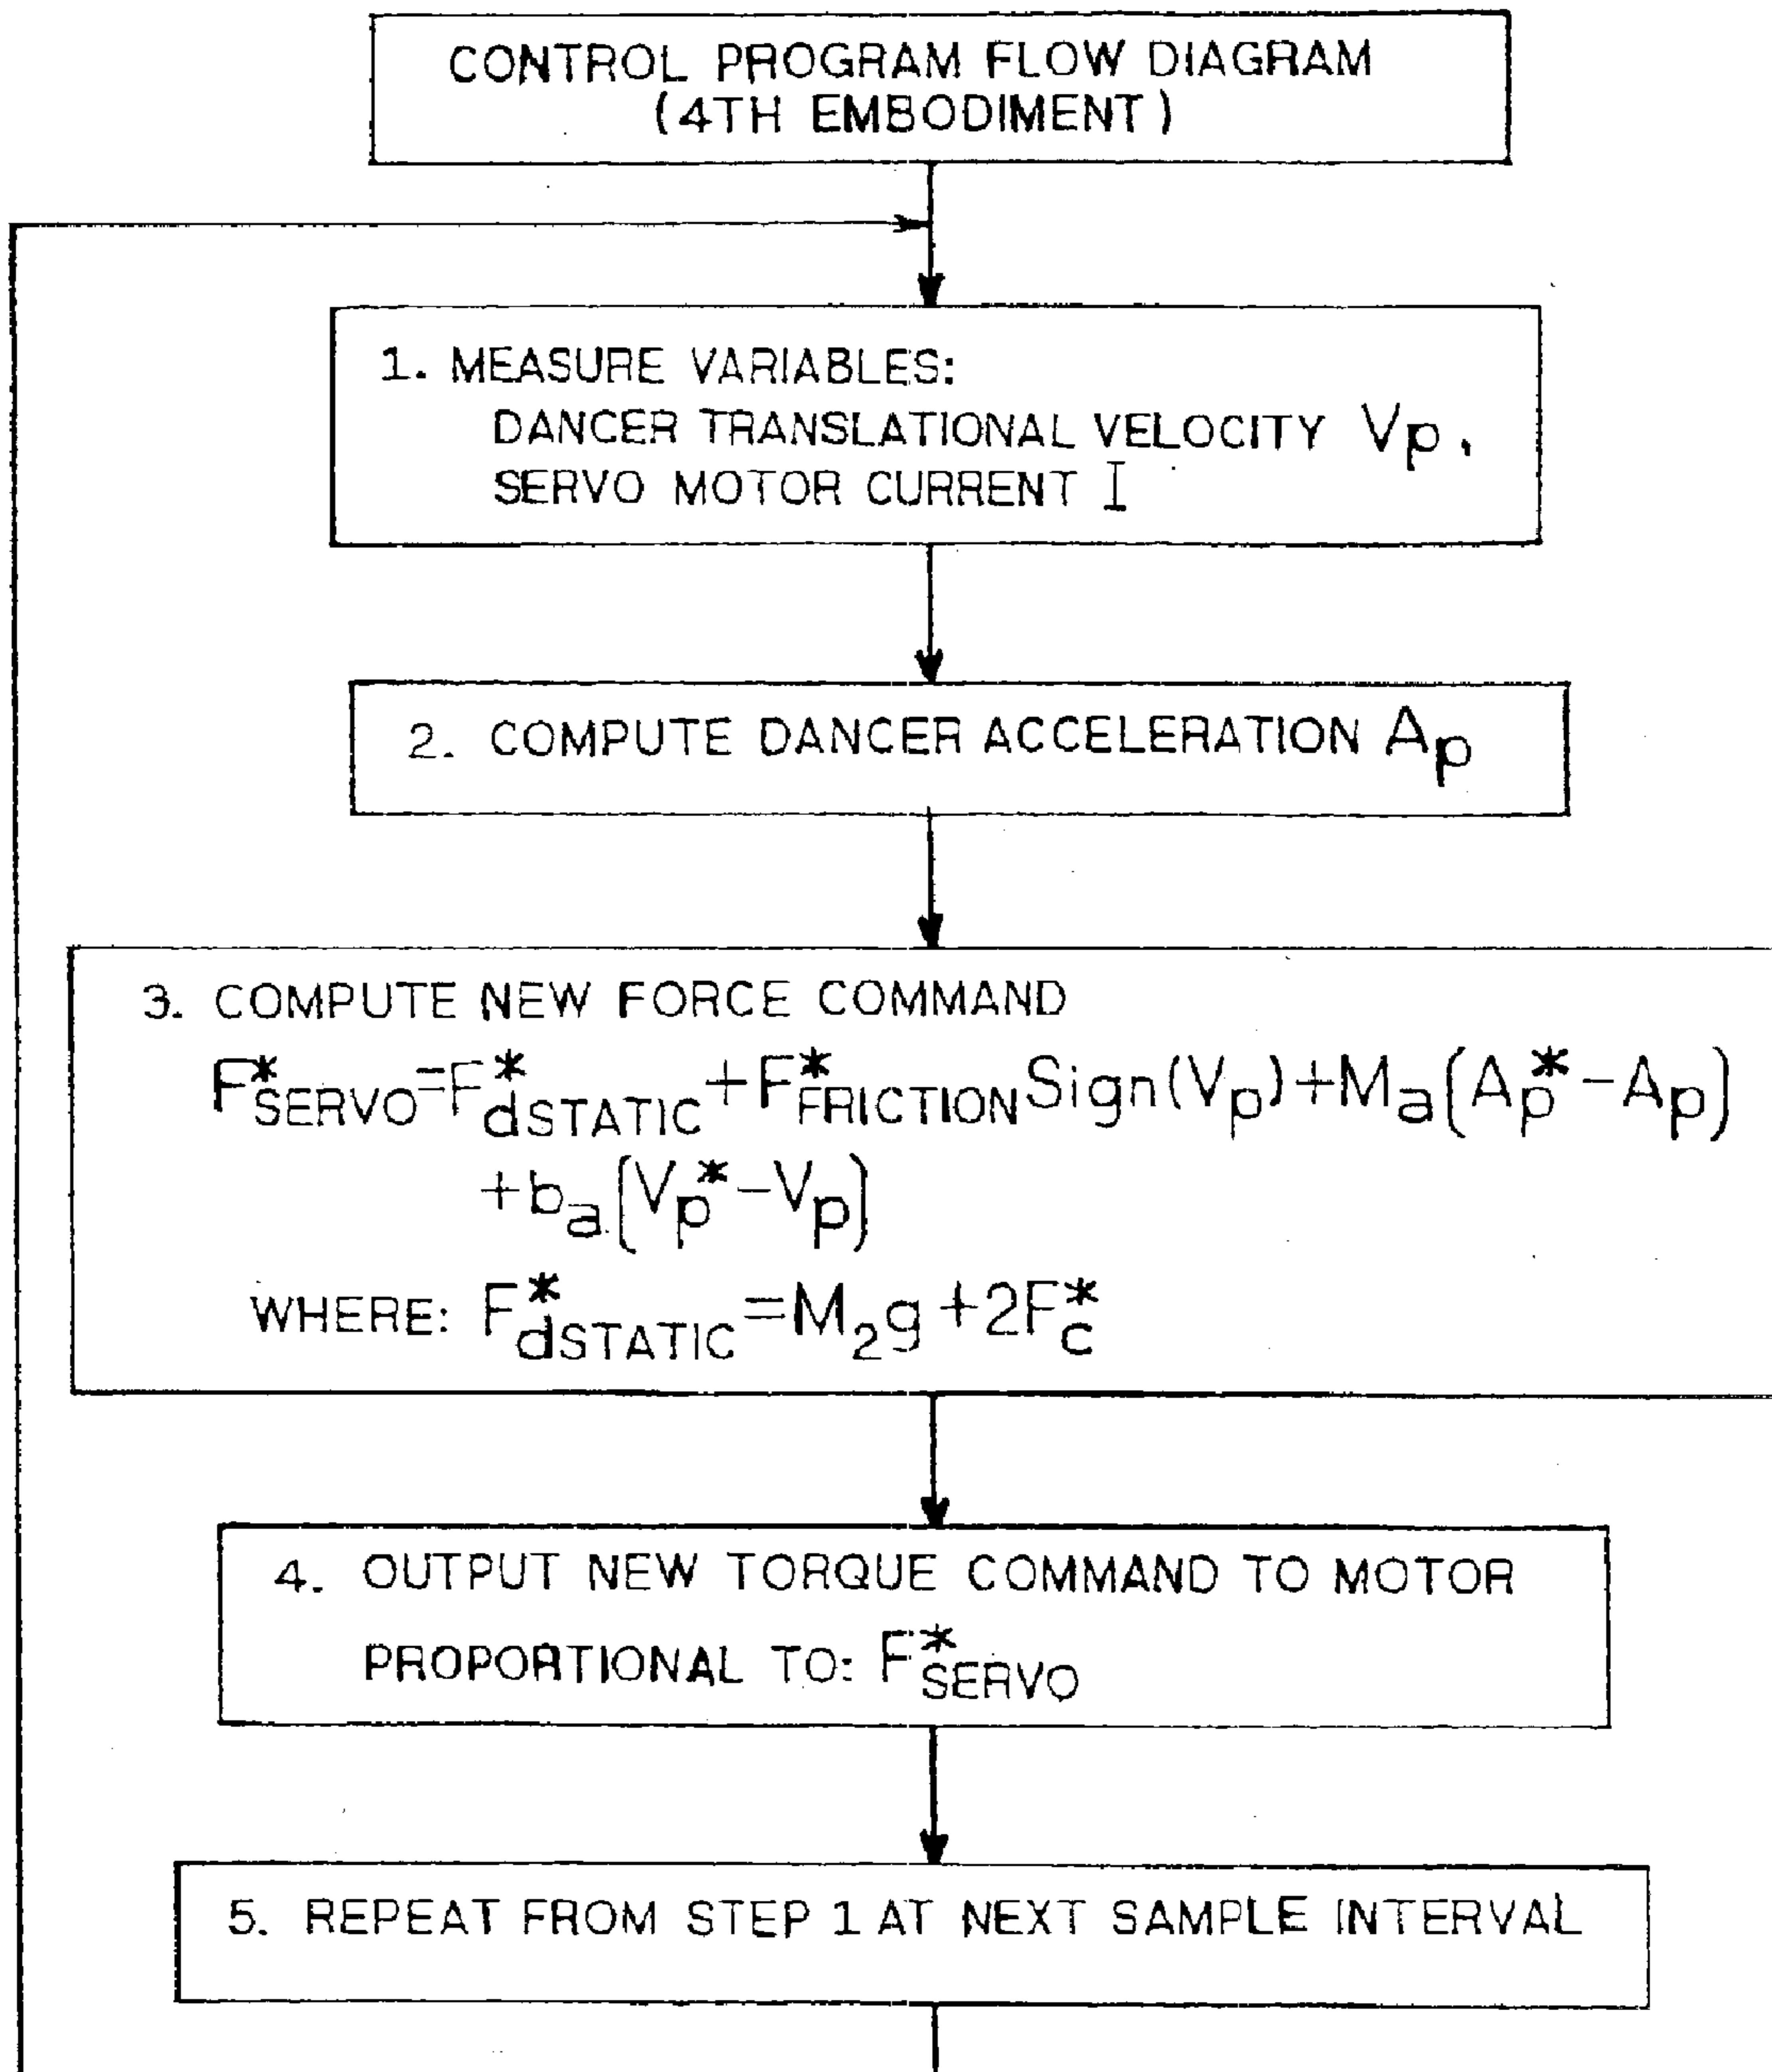 CONTROL PROGRAM FLOW DIAGRAM
(4TH EMBODIMENT)
1. MEASURE VARIABLES:
DANCER TRANSLATIONAL VELOCITY Vp,
SERVO MOTOR CURRENT I
2. COMPUTE DANCER ACCELERATION Ap
3. COMPUTE NEW FORCE COMMAND
F*SERVO=F*dSTATIC+F*FRICTIONSign(Vp)+Ma(Ap*-Ap)
+ba(Vp*-Vp)
WHERE: F*dSTATIC=M2g+2F*c
4. OUTPUT NEW TORQUE COMMAND TO MOTOR
PROPORTIONAL TO: F*SERVO
5. REPEAT FROM STEP 1 AT NEXT SAMPLE INTERVAL